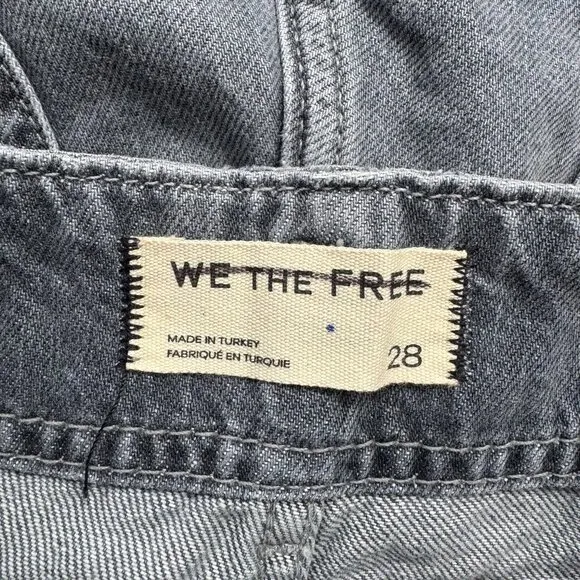 WE THE FREE
MADE IN TURKEY
FABRIQUÉ EN TURQUIE
28